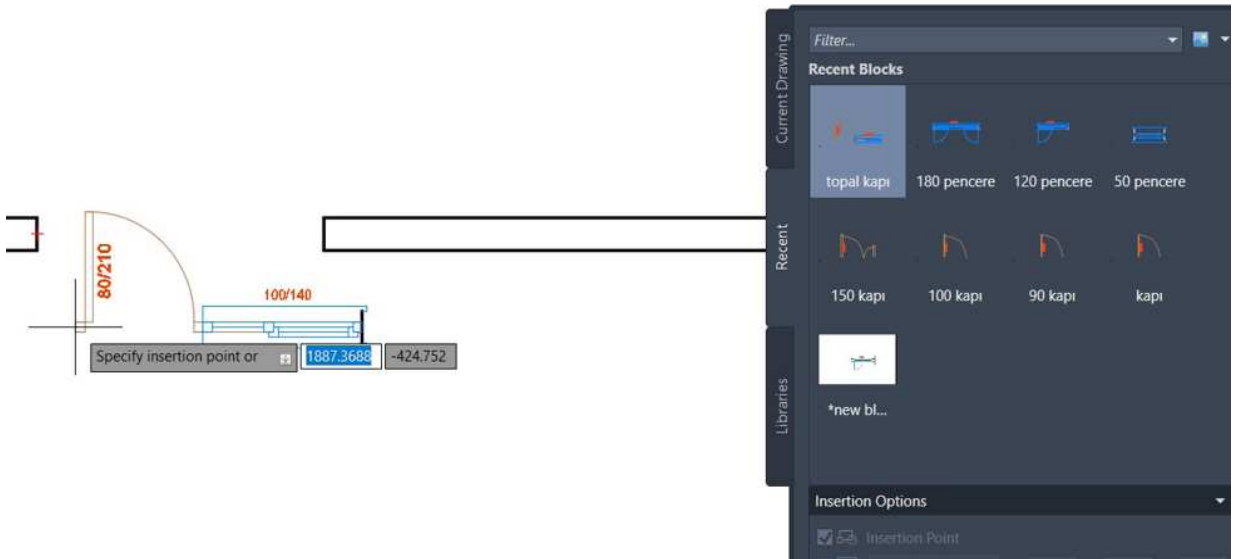 80/210
100/140
Specify insertion point or
1887.3688
-424.752
Current Drawing
Recent
Libraries
Filter...
Recent Blocks
topal kapı
180 pencere
120 pencere
50 pencere
150 kapı
100 kapı
90 kapı
kapı
*new bl...
Insertion Options
Insertion Point